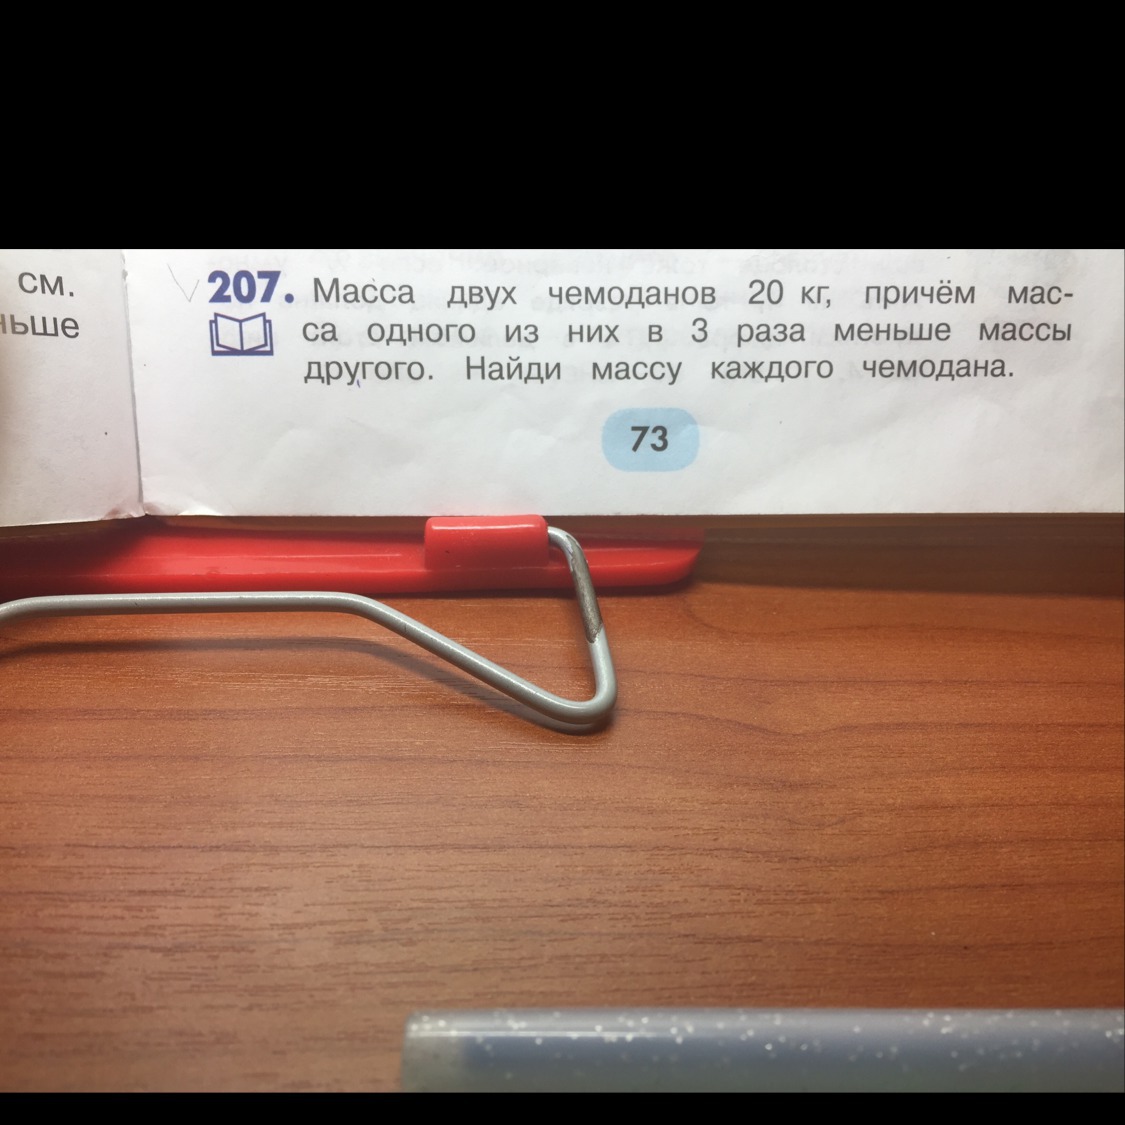 см.
ньше
207. Масса двух чемоданов 20 кг, причём мас-
са одного из них в 3 раза меньше массы
другого. Найди массу каждого чемодана.
73